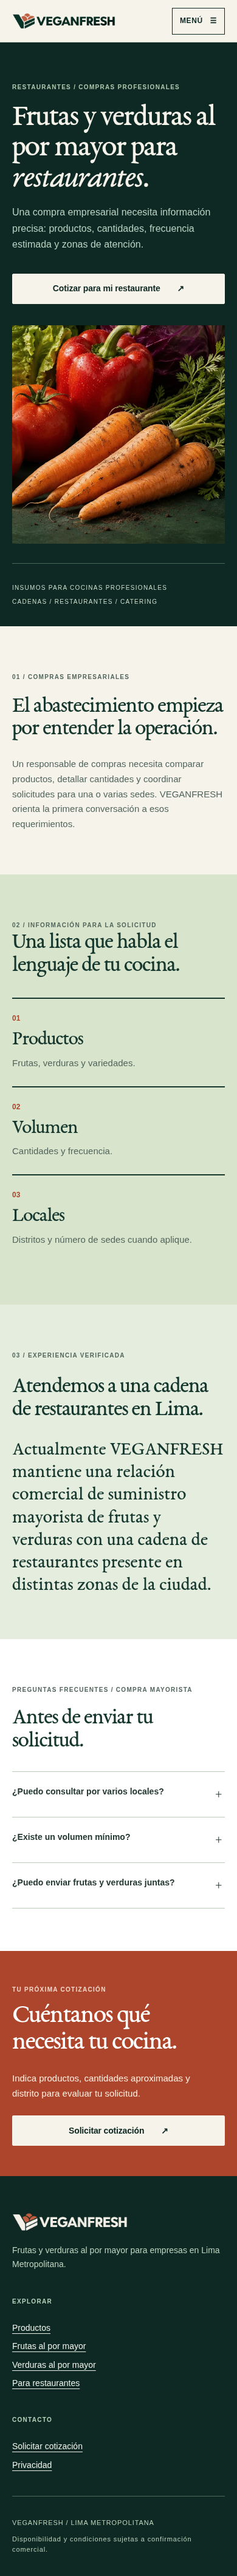 VEGANFRESH
MENÚ ☰
RESTAURANTES / COMPRAS PROFESIONALES
Frutas y verduras al
por mayor para
restaurantes.
Una compra empresarial necesita información
precisa: productos, cantidades, frecuencia
estimada y zonas de atención.
Cotizar para mi restaurante ↗
INSUMOS PARA COCINAS PROFESIONALES
CADENAS / RESTAURANTES / CATERING
01 / COMPRAS EMPRESARIALES
El abastecimiento empieza
por entender la operación.
Un responsable de compras necesita comparar
productos, detallar cantidades y coordinar
solicitudes para una o varias sedes. VEGANFRESH
orienta la primera conversación a esos
requerimientos.
02 / INFORMACIÓN PARA LA SOLICITUD
Una lista que habla el
lenguaje de tu cocina.
01
Productos
Frutas, verduras y variedades.
02
Volumen
Cantidades y frecuencia.
03
Locales
Distritos y número de sedes cuando aplique.
03 / EXPERIENCIA VERIFICADA
Atendemos a una cadena
de restaurantes en Lima.
Actualmente VEGANFRESH
mantiene una relación
comercial de suministro
mayorista de frutas y
verduras con una cadena de
restaurantes presente en
distintas zonas de la ciudad.
PREGUNTAS FRECUENTES / COMPRA MAYORISTA
Antes de enviar tu
solicitud.
¿Puedo consultar por varios locales? +
¿Existe un volumen mínimo? +
¿Puedo enviar frutas y verduras juntas? +
TU PRÓXIMA COTIZACIÓN
Cuéntanos qué
necesita tu cocina.
Indica productos, cantidades aproximadas y
distrito para evaluar tu solicitud.
Solicitar cotización ↗
VEGANFRESH
Frutas y verduras al por mayor para empresas en Lima
Metropolitana.
EXPLORAR
Productos
Frutas al por mayor
Verduras al por mayor
Para restaurantes
CONTACTO
Solicitar cotización
Privacidad
VEGANFRESH / LIMA METROPOLITANA
Disponibilidad y condiciones sujetas a confirmación
comercial.